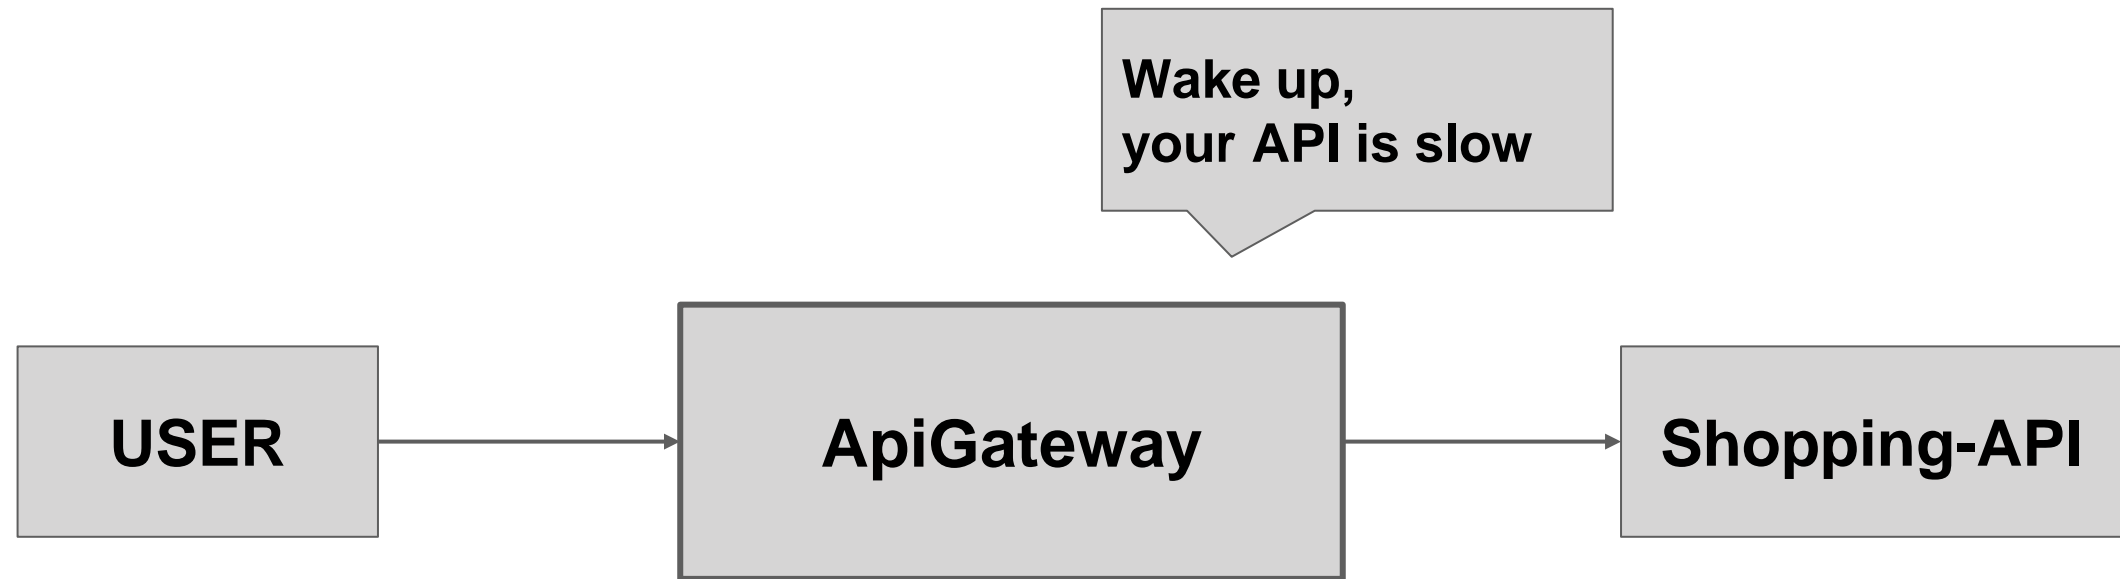 Wake up,
your API is slow
USER
ApiGateway
Shopping-API